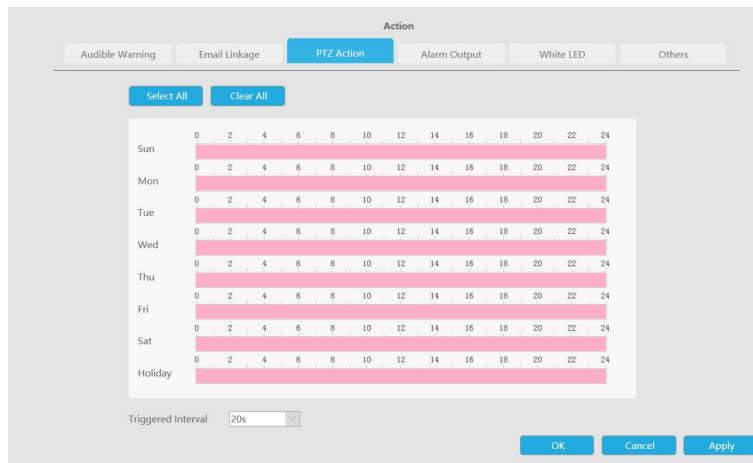 Action
Audible Warning Email Linkage PTZ Action Alarm Output White LED Others
Select All Clear All
0 2 4 6 8 10 12 14 16 18 20 22 24
Sun
0 2 4 6 8 10 12 14 16 18 20 22 24
Mon
0 2 4 6 8 10 12 14 16 18 20 22 24
Tue
0 2 4 6 8 10 12 14 16 18 20 22 24
Wed
0 2 4 6 8 10 12 14 16 18 20 22 24
Thu
0 2 4 6 8 10 12 14 16 18 20 22 24
Fri
0 2 4 6 8 10 12 14 16 18 20 22 24
Sat
0 2 4 6 8 10 12 14 16 18 20 22 24
Holiday
Triggered Interval 20s
OK Cancel Apply